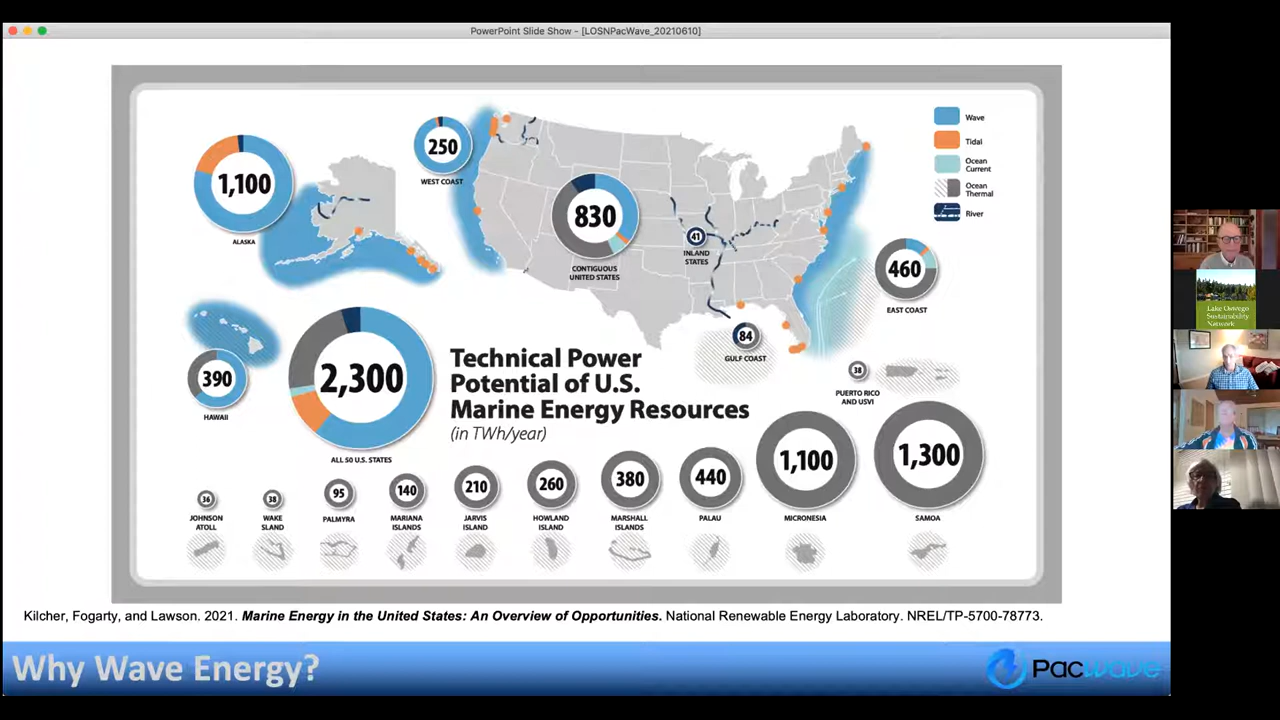 PowerPoint Slide Show - [LOSNPacWave_20210610]
Wave
Tidal
Ocean
Current
Ocean
Thermal
River
250
WEST COAST
1,100
ALASKA
830
CONTIGUOUS
UNITED STATES
41
INLAND
STATES
460
EAST COAST
84
GULF COAST
390
HAWAII
2,300
ALL 50 U.S. STATES
Technical Power
Potential of U.S.
Marine Energy Resources
(in TWh/year)
38
PUERTO RICO
AND USVI
36
JOHNSON
ATOLL
38
WAKE
SLAND
95
PALMYRA
140
MARIANA
ISLANDS
210
JARVIS
ISLAND
260
HOWLAND
ISLAND
380
MARSHALL
ISLANDS
440
PALAU
1,100
MICRONESIA
1,300
SAMOA
Kilcher, Fogarty, and Lawson. 2021. Marine Energy in the United States: An Overview of Opportunities. National Renewable Energy Laboratory. NREL/TP-5700-78773.
Why Wave Energy?
PacWave
Lake Oswego
Sustainability
Network